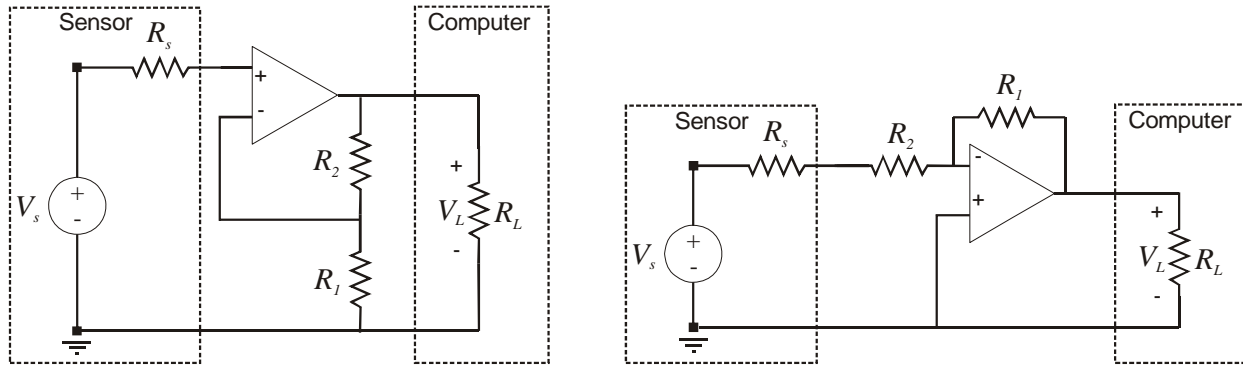 Sensor
Computer
R_s
+
-
R_2
+
V_L
R_L
-
+
-
V_s
R_1
Sensor
Computer
R_1
R_s
R_2
-
+
+
V_L
R_L
-
+
-
V_s